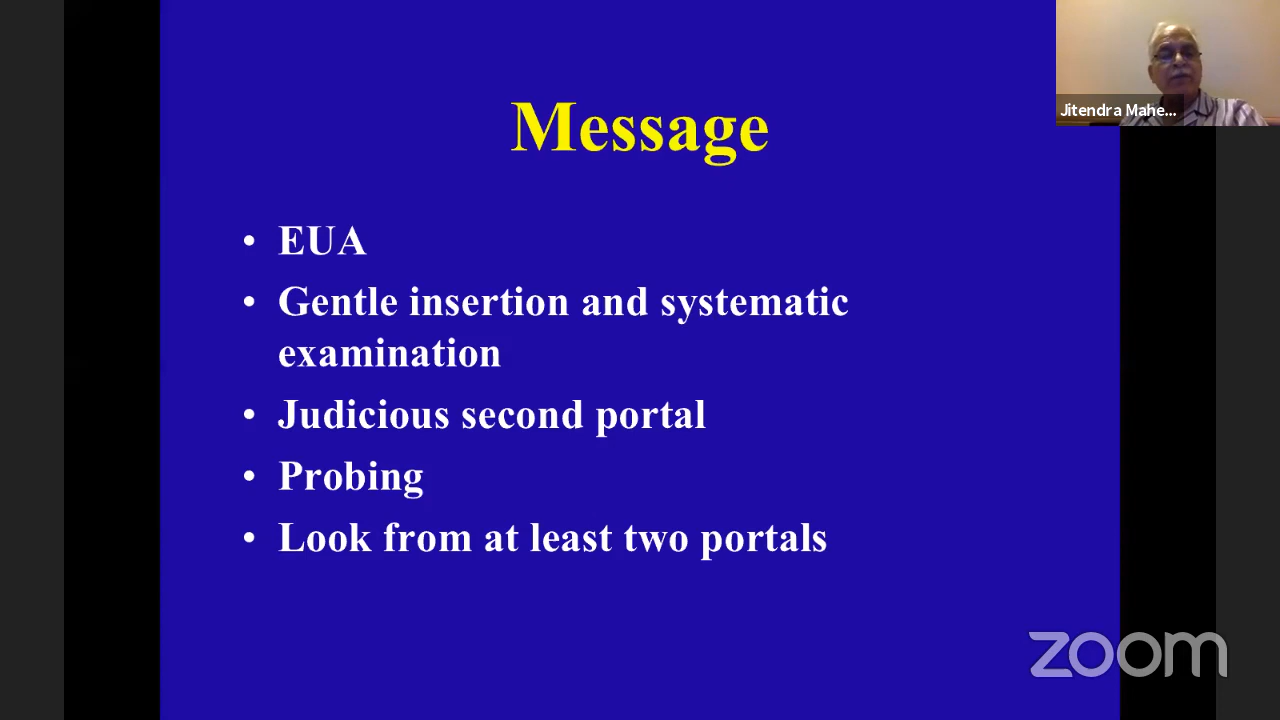 Message
• EUA
• Gentle insertion and systematic
examination
• Judicious second portal
• Probing
• Look from at least two portals
Jitendra Mahe...
zoom